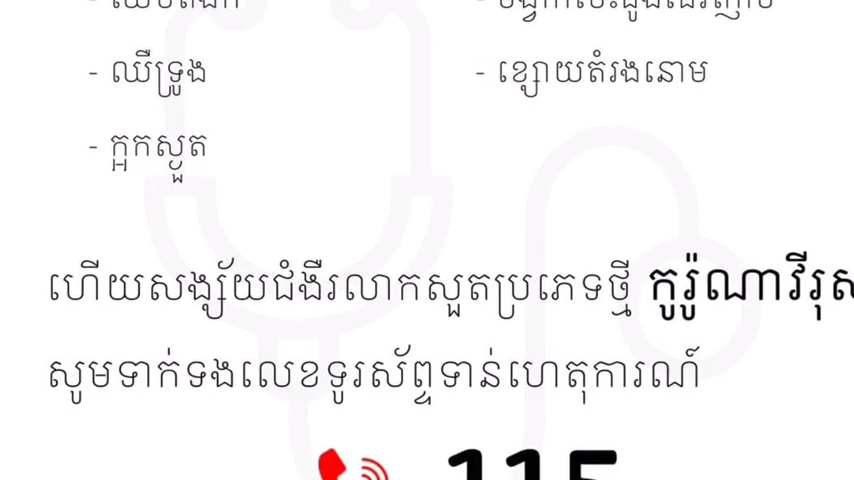 - ឈឺទ្រូង
- ខ្សោយតំរងនោម
- ក្អកស្ងួត
ហើយសង្ស័យជំងឺរលាកសួតប្រភេទថ្មី កូរ៉ូណាវីរុស
សូមទាក់ទងលេខទូរស័ព្ទទាន់ហេតុការណ៍
115